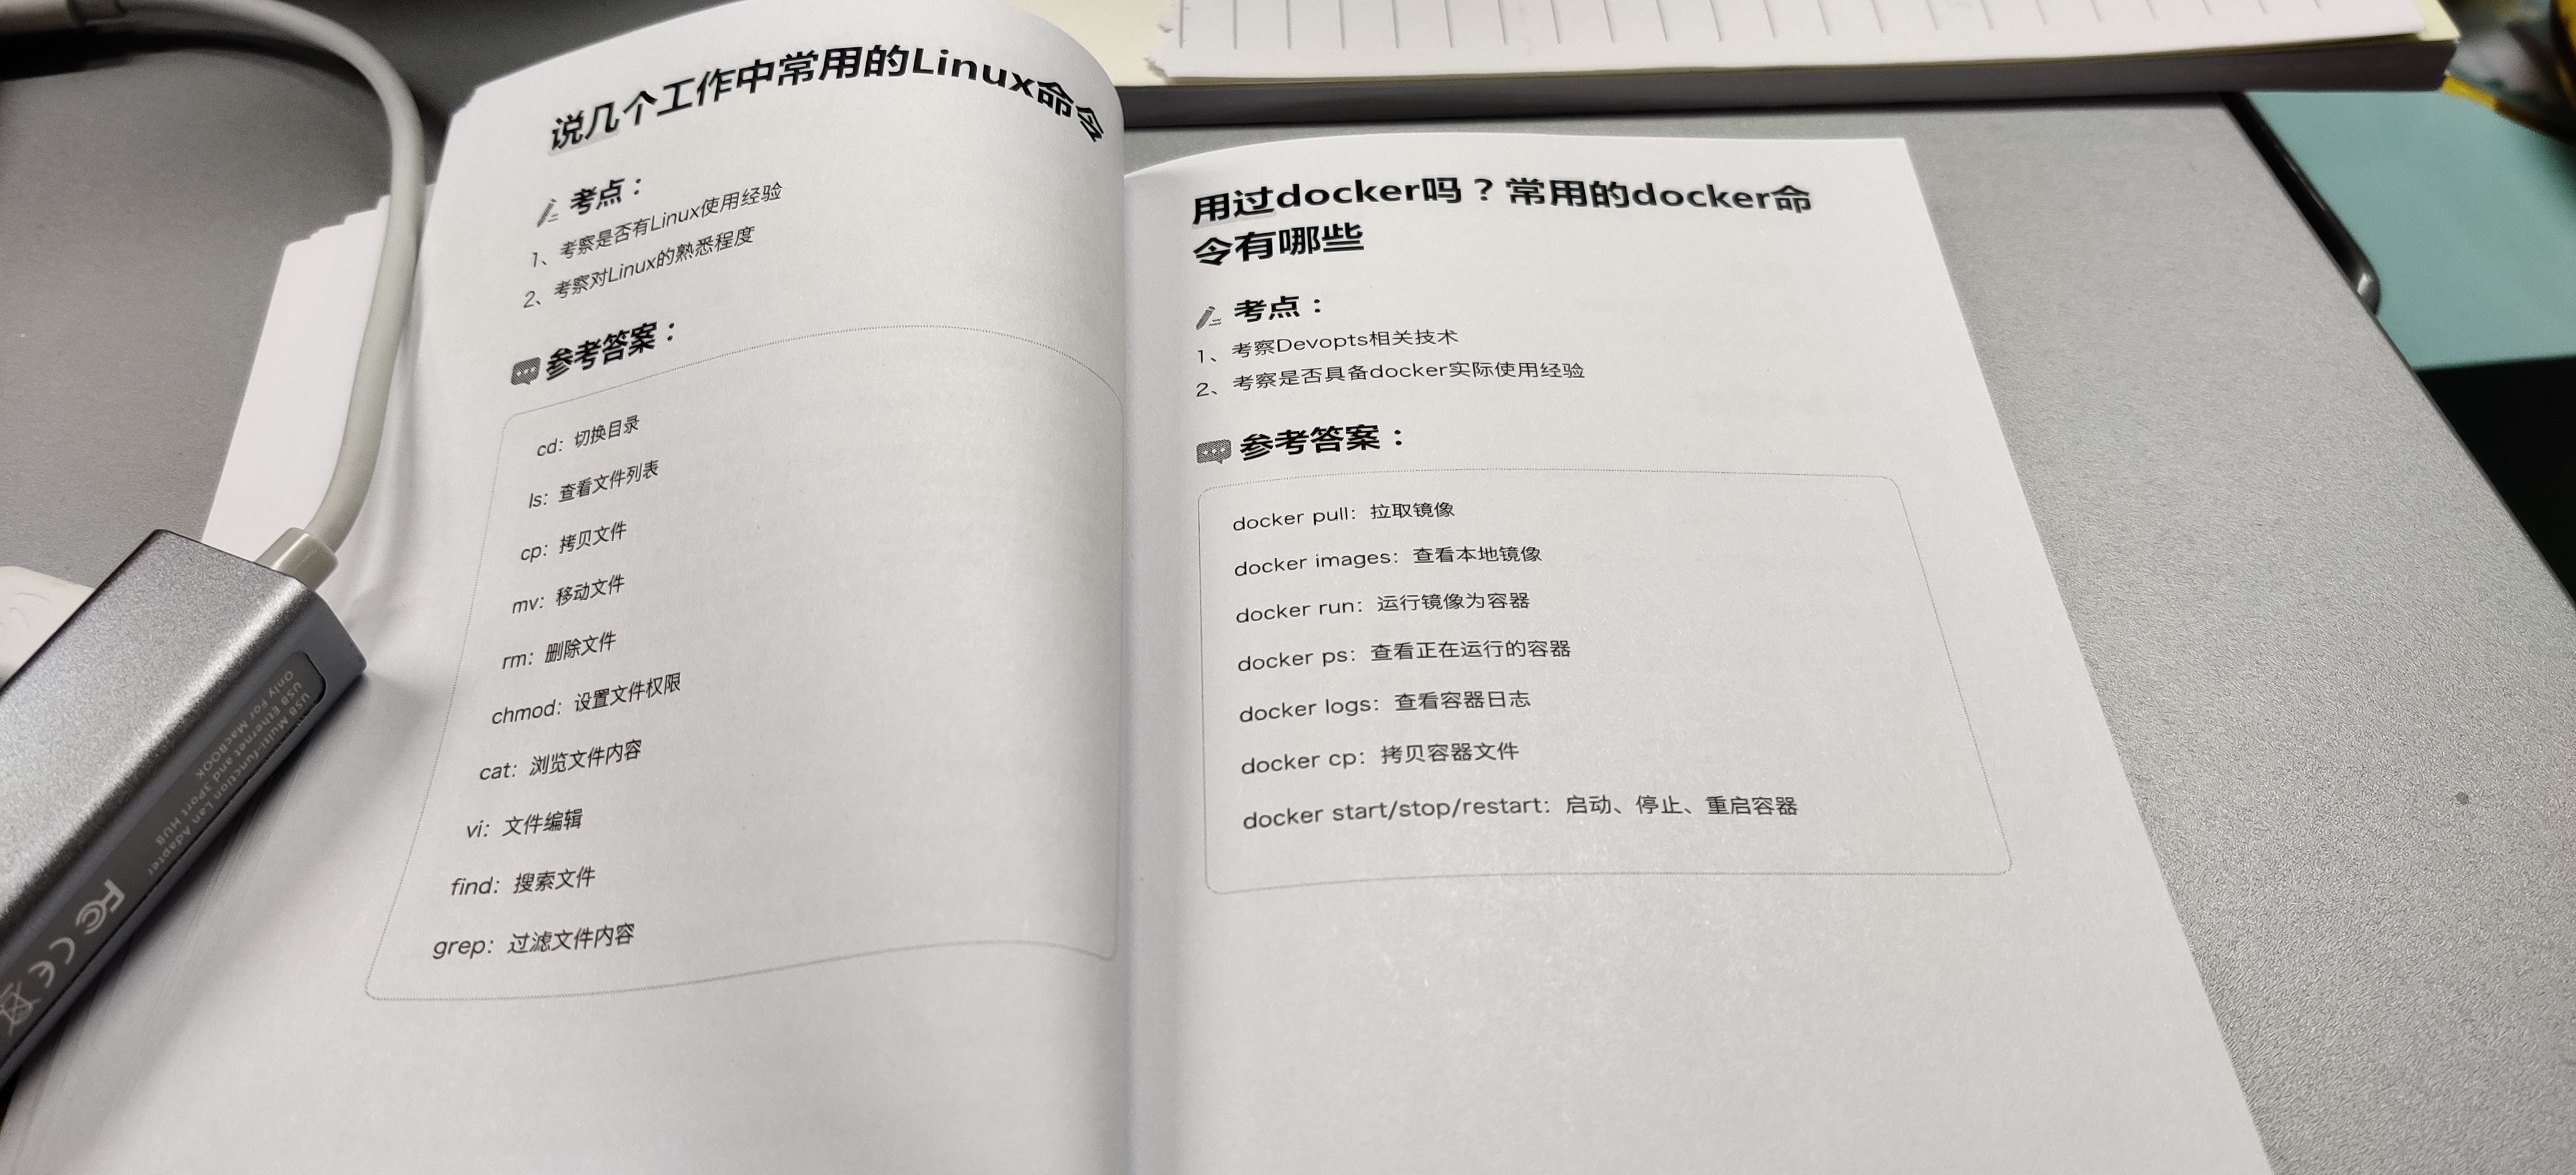 说几个工作中常用的Linux命令
考点：
1、考察是否有Linux使用经验
2、考察对Linux的熟悉程度
参考答案：
cd：切换目录
ls：查看文件列表
cp：拷贝文件
mv：移动文件
rm：删除文件
chmod：设置文件权限
cat：浏览文件内容
vi：文件编辑
find：搜索文件
grep：过滤文件内容
用过docker吗？常用的docker命
令有哪些
考点：
1、考察Devopts相关技术
2、考察是否具备docker实际使用经验
参考答案：
docker pull：拉取镜像
docker images：查看本地镜像
docker run：运行镜像为容器
docker ps：查看正在运行的容器
docker logs：查看容器日志
docker cp：拷贝容器文件
docker start/stop/restart：启动、停止、重启容器
USB Multi-function Lan Adapter
USB Ethernet and 3Port HUB
Only For MacBOOK
FC CE